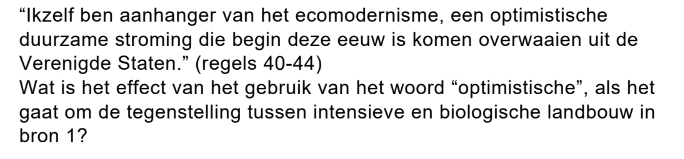 “Ikzelf ben aanhanger van het ecomodernisme, een optimistische
duurzame stroming die begin deze eeuw is komen overwaaien uit de
Verenigde Staten.” (regels 40-44)
Wat is het effect van het gebruik van het woord “optimistische”, als het
gaat om de tegenstelling tussen intensieve en biologische landbouw in
bron 1?